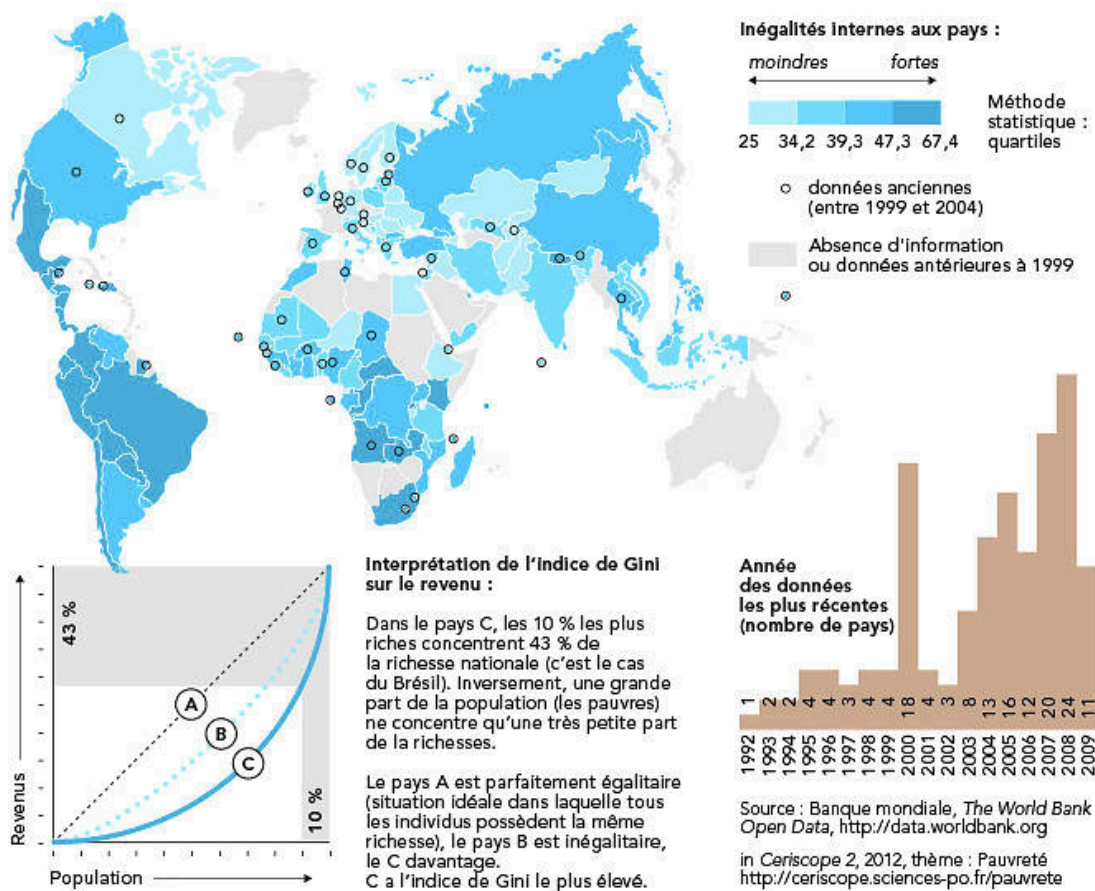 Inégalités internes aux pays :
moindres fortes
25 34,2 39,3 47,3 67,4
Méthode
statistique :
quartiles
données anciennes
(entre 1999 et 2004)
Absence d'information
ou données antérieures à 1999
Revenus
43 %
A
B
C
10 %
Population
Interprétation de l'indice de Gini
sur le revenu :
Dans le pays C, les 10 % les plus
riches concentrent 43 % de
la richesse nationale (c'est le cas
du Brésil). Inversement, une grande
part de la population (les pauvres)
ne concentre qu'une très petite part
de la richesses.
Le pays A est parfaitement égalitaire
(situation idéale dans laquelle tous
les individus possèdent la même
richesse), le pays B est inégalitaire,
le C davantage.
C a l'indice de Gini le plus élevé.
Année
des données
les plus récentes
(nombre de pays)
1 2 2 4 4 3 4 4 18 4 3 8 13 16 12 20 24 11
1992 1993 1994 1995 1996 1997 1998 1999 2000 2001 2002 2003 2004 2005 2006 2007 2008 2009
Source : Banque mondiale, The World Bank
Open Data, http://data.worldbank.org
in Ceriscope 2, 2012, thème : Pauvreté
http://ceriscope.sciences-po.fr/pauvrete